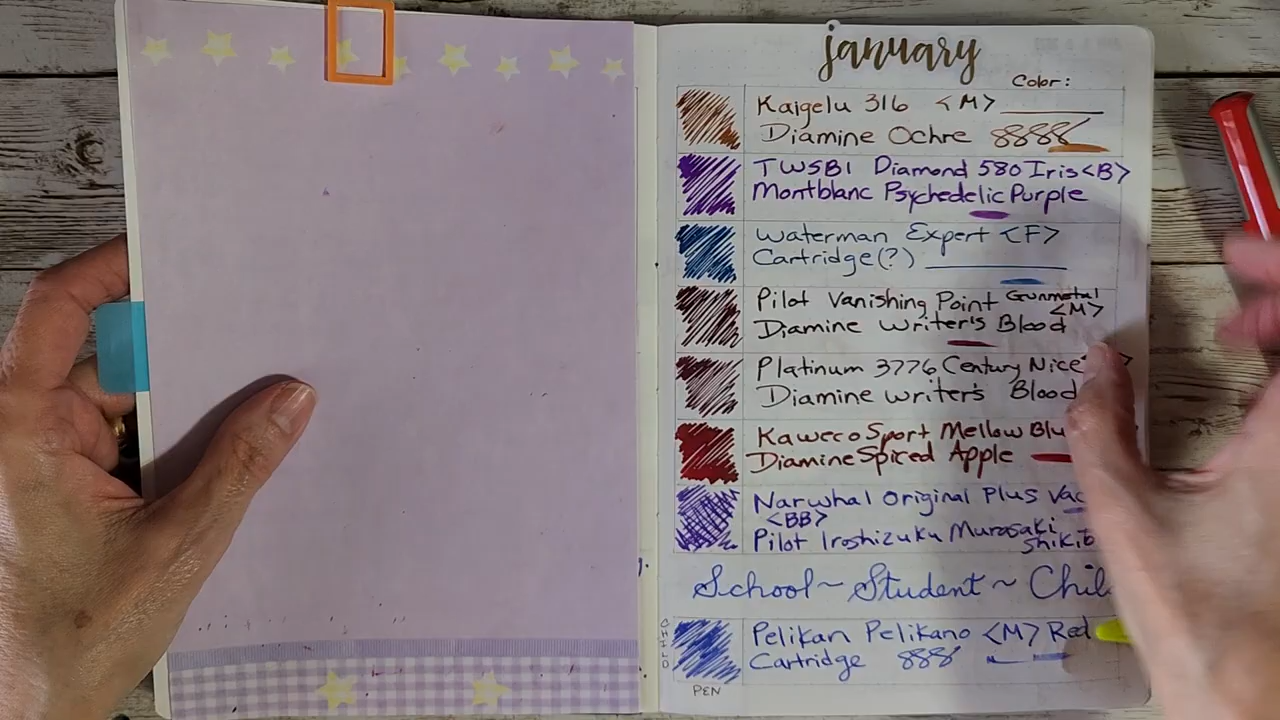 january
Color:
Kaigelu 316 <M>
Diamine Ochre 8888
TWSBI Diamond 580 Iris <B>
Montblanc Psychedelic Purple
Waterman Expert <F>
Cartridge(?)
Pilot Vanishing Point Gunmetal
<M>
Diamine Writer's Blood
Platinum 3776 Century Nice
Diamine Writer's Blood
Kaweco Sport Mellow Blu
Diamine Spiced Apple
Narwhal Original Plus Vac
<BB>
Pilot Iroshizuku Murasaki
Shikib
School~Student~Chil
CHILD
Pelikan Pelikano <M> Red
Cartridge 888
PEN